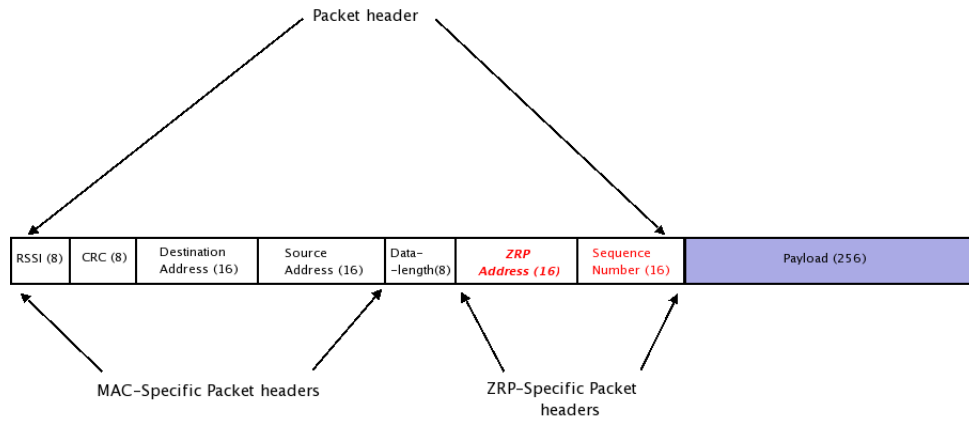 Packet header
RSSI (8)
CRC (8)
Destination
Address (16)
Source
Address (16)
Data-
-length(8)
ZRP
Address (16)
Sequence
Number (16)
Payload (256)
MAC-Specific Packet headers
ZRP-Specific Packet
headers